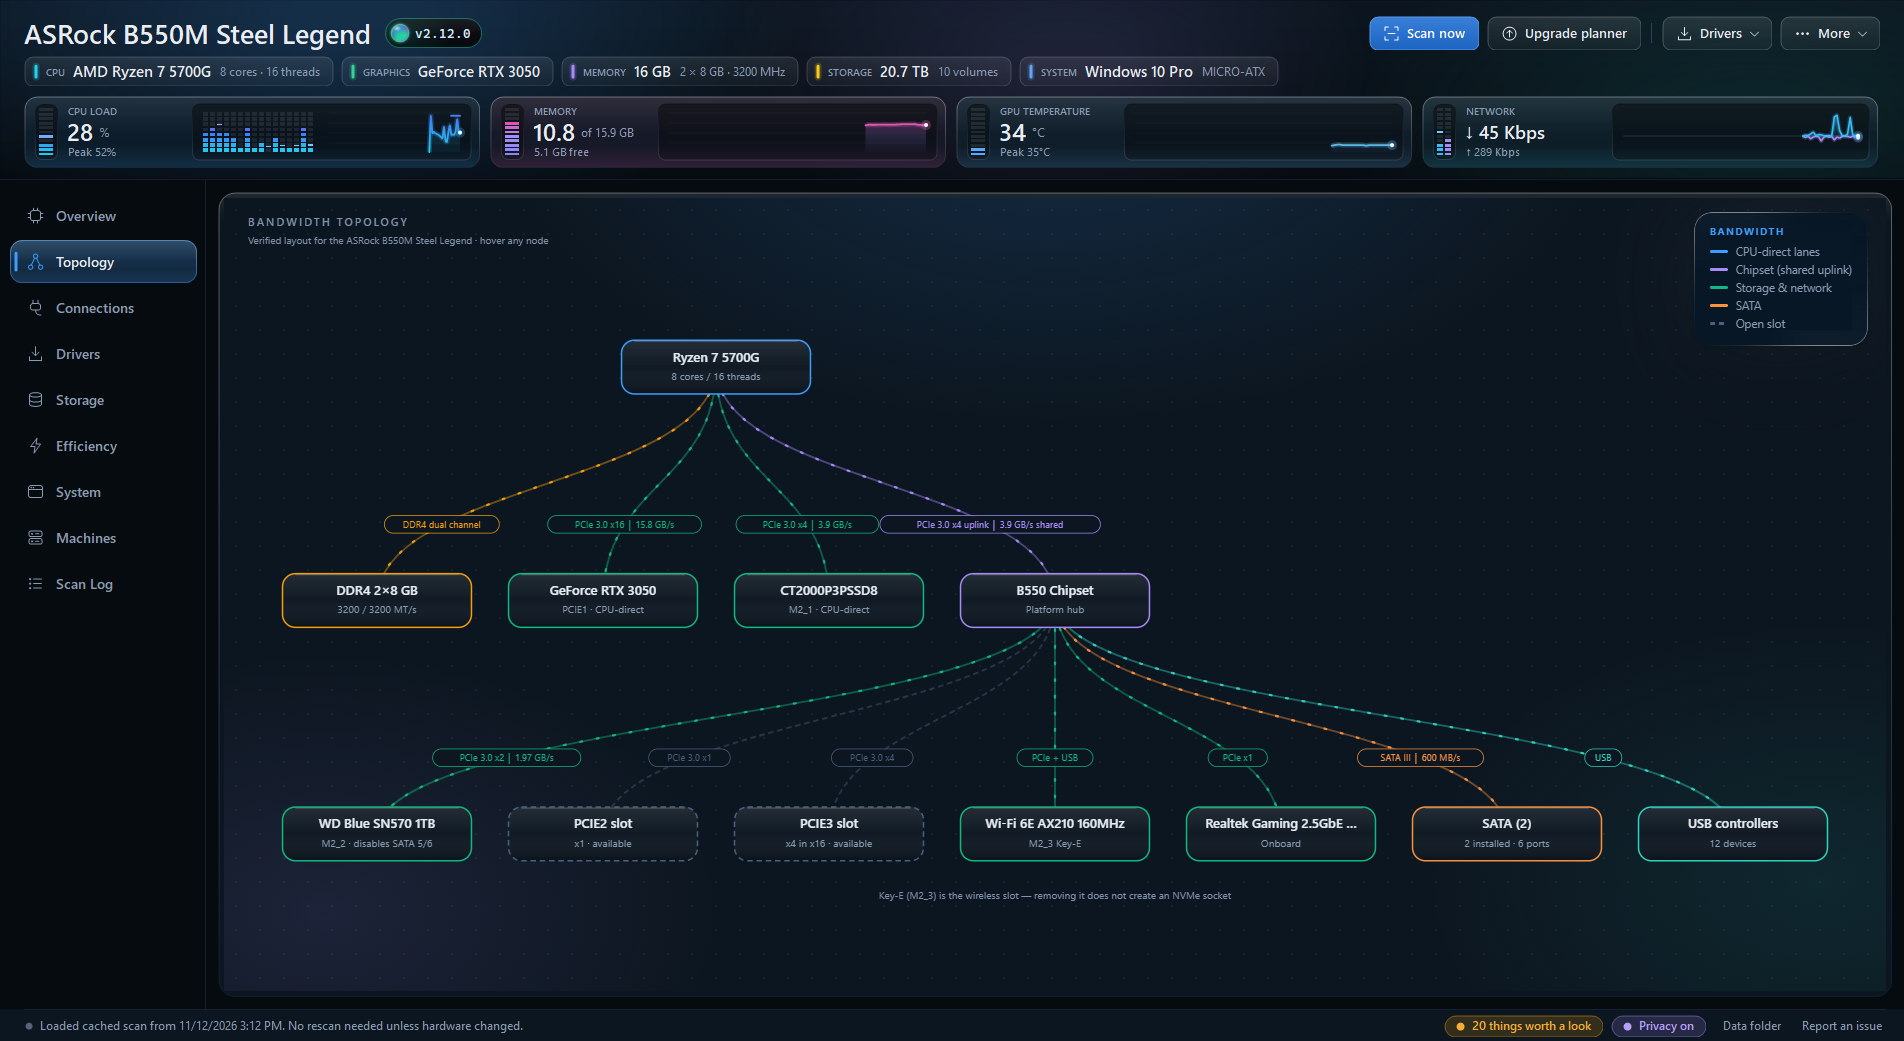 ASRock B550M Steel Legend
v2.12.0
Scan now
Upgrade planner
Drivers
More
CPU AMD Ryzen 7 5700G 8 cores · 16 threads
GRAPHICS GeForce RTX 3050
MEMORY 16 GB 2 × 8 GB · 3200 MHz
STORAGE 20.7 TB 10 volumes
SYSTEM Windows 10 Pro MICRO-ATX
CPU LOAD
28 %
Peak 52%
MEMORY
10.8 of 15.9 GB
5.1 GB free
GPU TEMPERATURE
34 °C
Peak 35°C
NETWORK
↓ 45 Kbps
↑ 289 Kbps
Overview
Topology
Connections
Drivers
Storage
Efficiency
System
Machines
Scan Log
BANDWIDTH TOPOLOGY
Verified layout for the ASRock B550M Steel Legend · hover any node
BANDWIDTH
CPU-direct lanes
Chipset (shared uplink)
Storage & network
SATA
Open slot
Ryzen 7 5700G
8 cores / 16 threads
DDR4 dual channel
PCIe 3.0 x16 | 15.8 GB/s
PCIe 3.0 x4 | 3.9 GB/s
PCIe 3.0 x4 uplink | 3.9 GB/s shared
DDR4 2×8 GB
3200 / 3200 MT/s
GeForce RTX 3050
PCIE1 · CPU-direct
CT2000P3PSSD8
M2_1 · CPU-direct
B550 Chipset
Platform hub
PCIe 3.0 x2 | 1.97 GB/s
PCIe 3.0 x1
PCIe 3.0 x4
PCIe + USB
PCIe x1
SATA III | 600 MB/s
USB
WD Blue SN570 1TB
M2_2 · disables SATA 5/6
PCIE2 slot
x1 · available
PCIE3 slot
x4 in x16 · available
Wi-Fi 6E AX210 160MHz
M2_3 Key-E
Realtek Gaming 2.5GbE ...
Onboard
SATA (2)
2 installed · 6 ports
USB controllers
12 devices
Key-E (M2_3) is the wireless slot — removing it does not create an NVMe socket
Loaded cached scan from 11/12/2026 3:12 PM. No rescan needed unless hardware changed.
20 things worth a look
Privacy on
Data folder
Report an issue